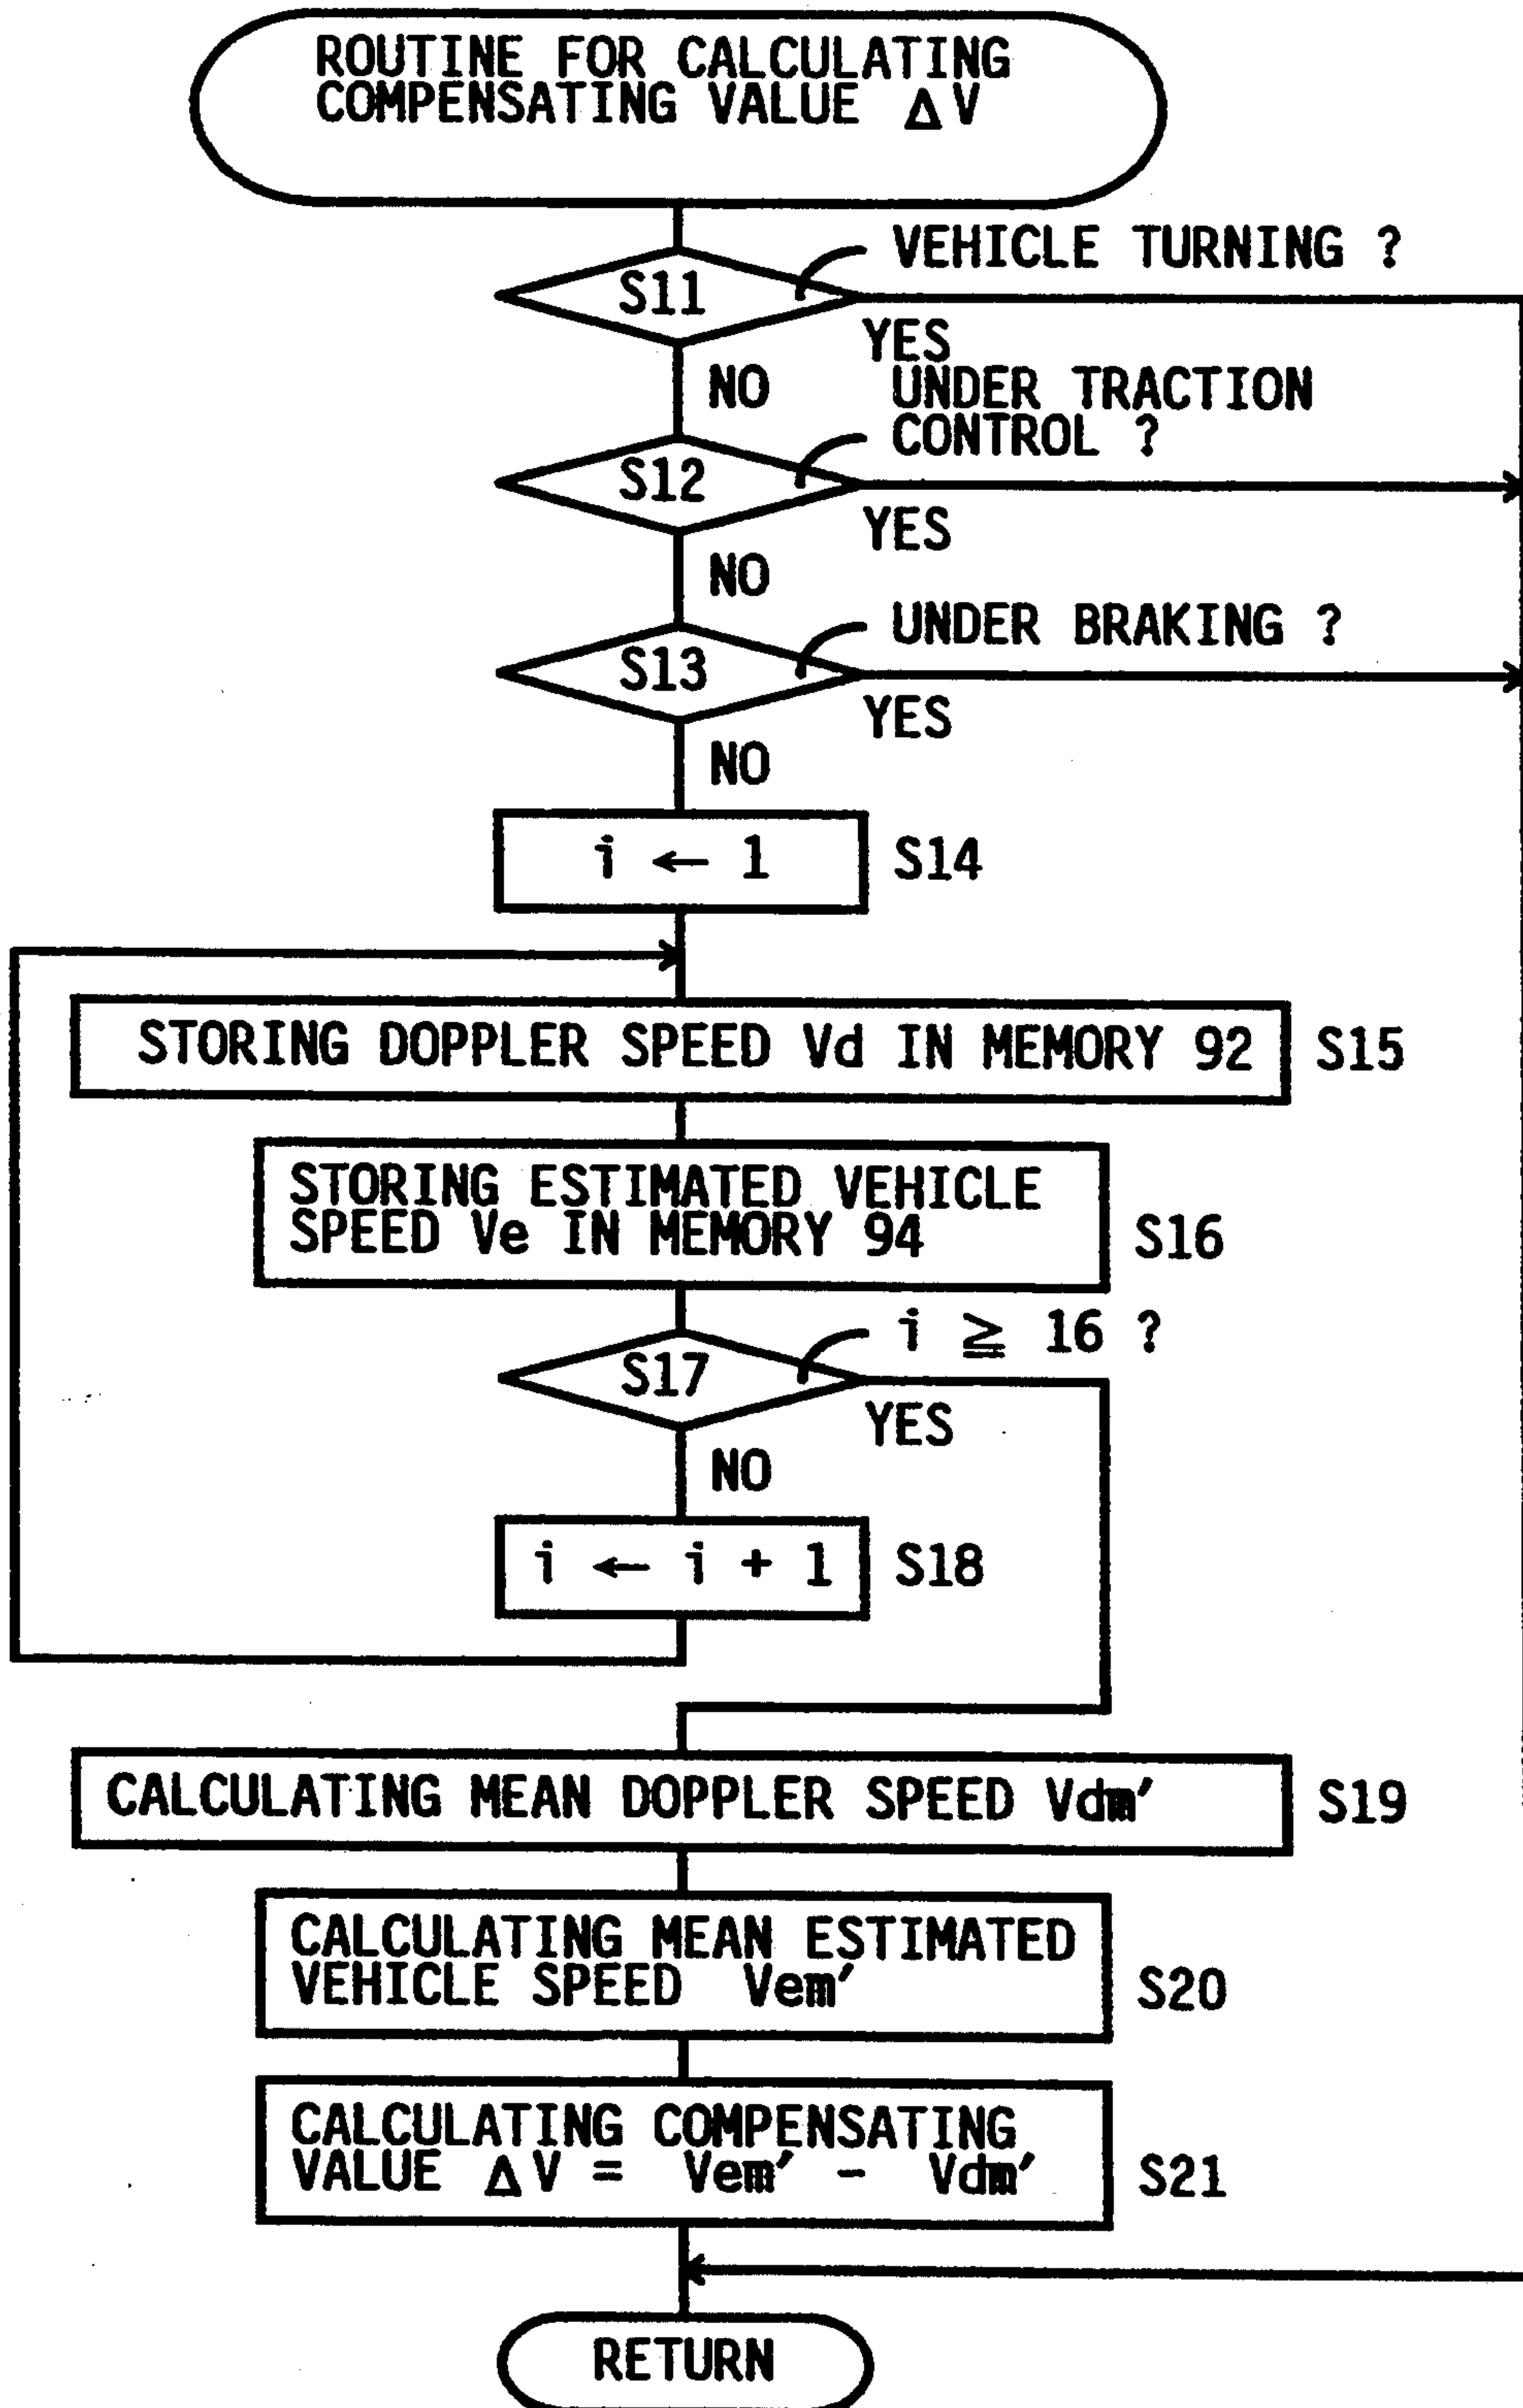 ROUTINE FOR CALCULATING
COMPENSATING VALUE ΔV
VEHICLE TURNING ?
S11
YES
NO
UNDER TRACTION
CONTROL ?
S12
YES
NO
UNDER BRAKING ?
S13
YES
NO
i ← 1
S14
STORING DOPPLER SPEED Vd IN MEMORY 92
S15
STORING ESTIMATED VEHICLE
SPEED Ve IN MEMORY 94
S16
i ≧ 16 ?
S17
YES
NO
i ← i + 1
S18
CALCULATING MEAN DOPPLER SPEED Vdm′
S19
CALCULATING MEAN ESTIMATED
VEHICLE SPEED Vem′
S20
CALCULATING COMPENSATING
VALUE ΔV = Vem′ - Vdm′
S21
RETURN